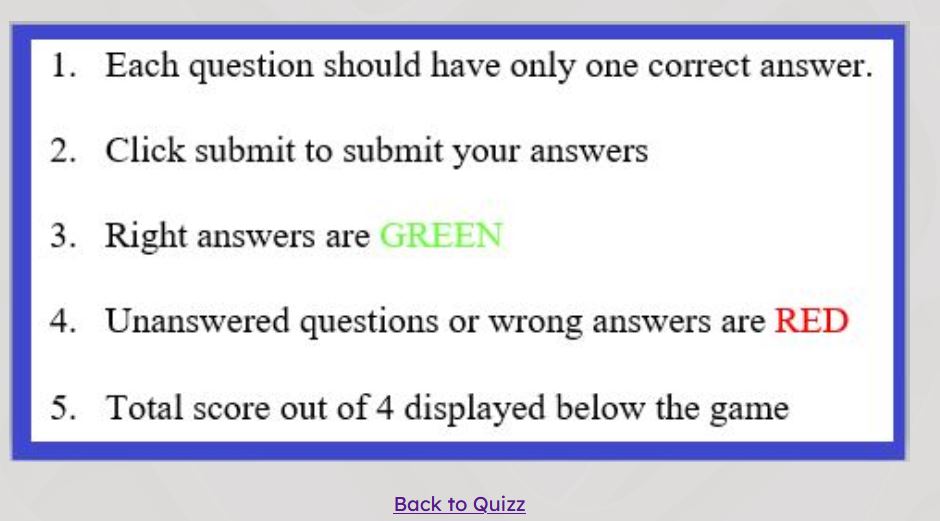 1. Each question should have only one correct answer.
2. Click submit to submit your answers
3. Right answers are GREEN
4. Unanswered questions or wrong answers are RED
5. Total score out of 4 displayed below the game
Back to Quizz